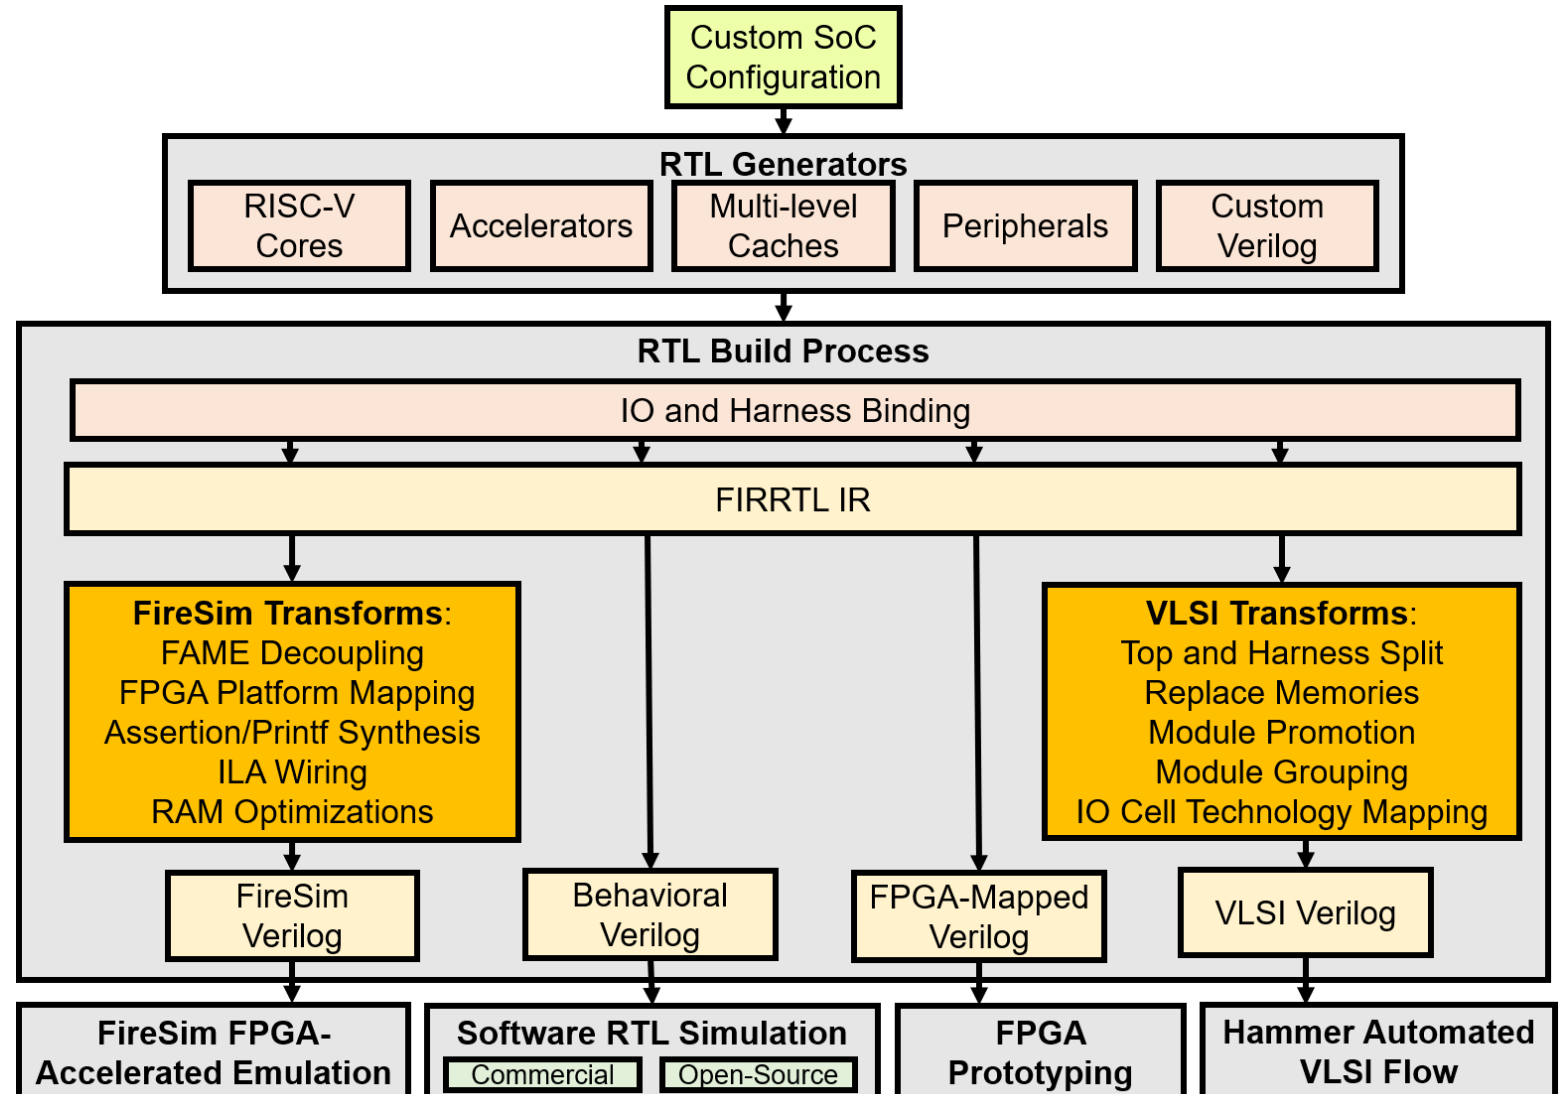 Custom SoC
Configuration
RTL Generators
RISC-V
Cores
Accelerators
Multi-level
Caches
Peripherals
Custom
Verilog
RTL Build Process
IO and Harness Binding
FIRRTL IR
FireSim Transforms:
FAME Decoupling
FPGA Platform Mapping
Assertion/Printf Synthesis
ILA Wiring
RAM Optimizations
VLSI Transforms:
Top and Harness Split
Replace Memories
Module Promotion
Module Grouping
IO Cell Technology Mapping
FireSim
Verilog
Behavioral
Verilog
FPGA-Mapped
Verilog
VLSI Verilog
FireSim FPGA-
Accelerated Emulation
Software RTL Simulation
Commercial
Open-Source
FPGA
Prototyping
Hammer Automated
VLSI Flow